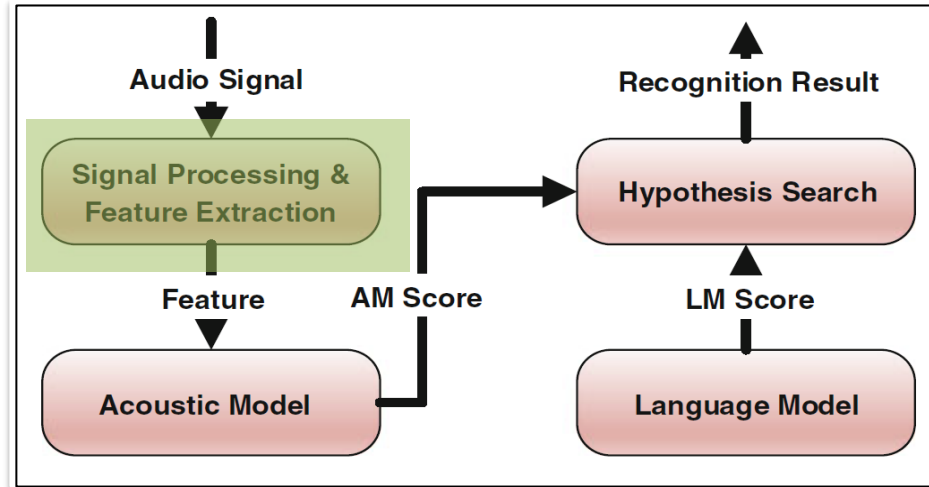 Audio Signal
Signal Processing &
Feature Extraction
Feature
Acoustic Model
AM Score
Recognition Result
Hypothesis Search
LM Score
Language Model